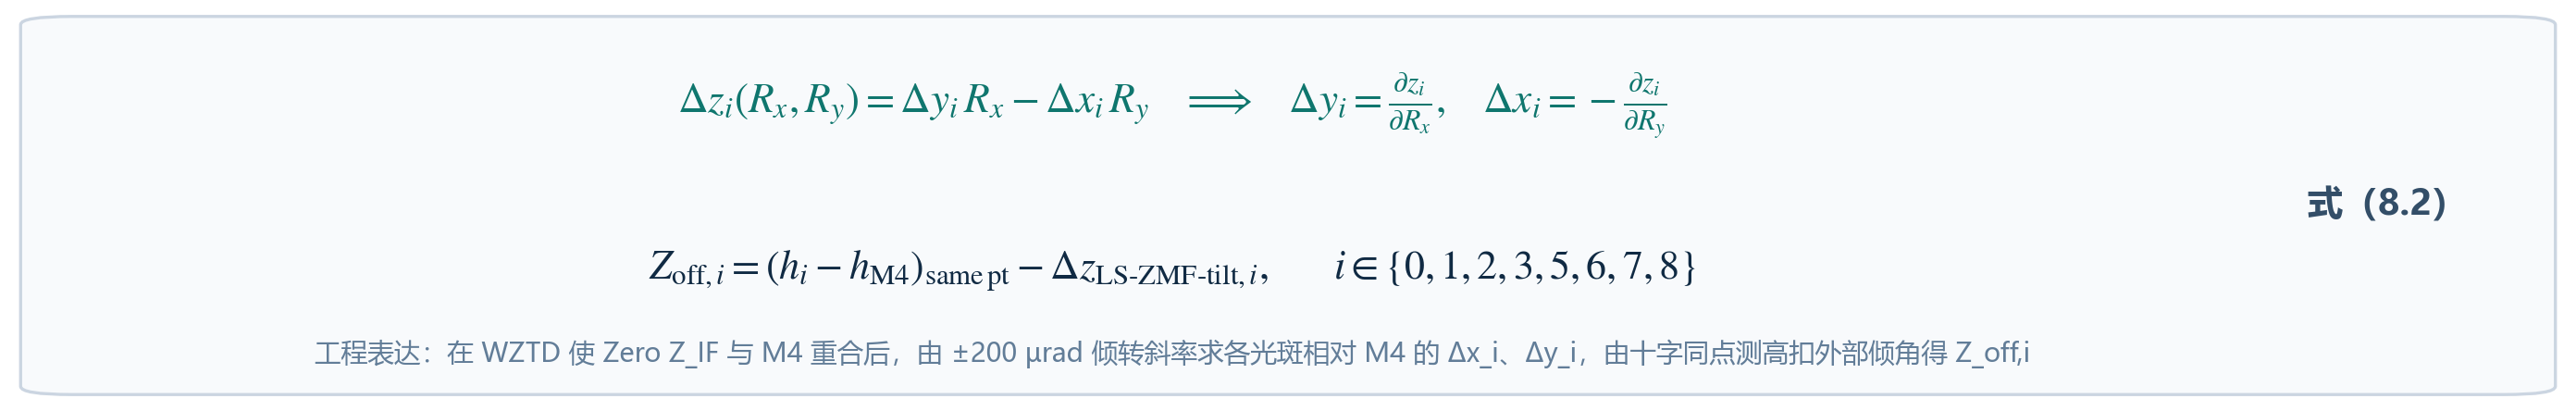 Δz_i(R_x, R_y) = Δy_i R_x − Δx_i R_y ⟹ Δy_i = ∂z_i/∂R_x, Δx_i = −∂z_i/∂R_y
式（8.2）
Z_off,i = (h_i − h_M4)_same pt − Δz_LS-ZMF-tilt,i, i ∈ {0, 1, 2, 3, 5, 6, 7, 8}
工程表达：在 WZTD 使 Zero Z_IF 与 M4 重合后，由 ±200 μrad 倾转斜率求各光斑相对 M4 的 Δx_i、Δy_i，由十字同点测高扣外部倾角得 Z_off,i